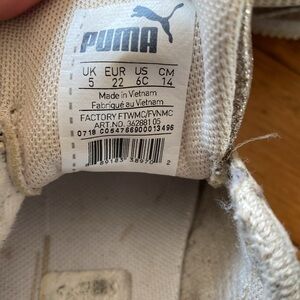 PUMA
UK EUR US CM
5 22 6C 14
Made in Vietnam
Fabriqué au Vietnam
FACTORY FTWMC/FVNMC
ART.NO. 362881 05
0718